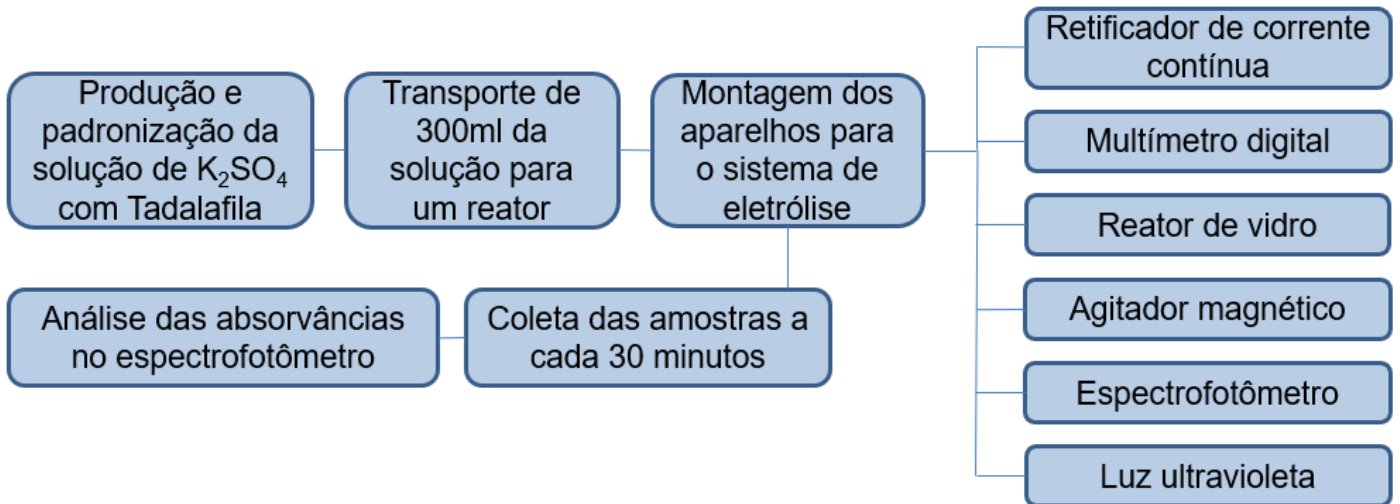 Produção e
padronização da
solução de K₂SO₄
com Tadalafila
Transporte de
300ml da
solução para
um reator
Montagem dos
aparelhos para
o sistema de
eletrólise
Retificador de corrente
contínua
Multímetro digital
Reator de vidro
Agitador magnético
Espectrofotômetro
Luz ultravioleta
Coleta das amostras a
cada 30 minutos
Análise das absorvâncias
no espectrofotômetro